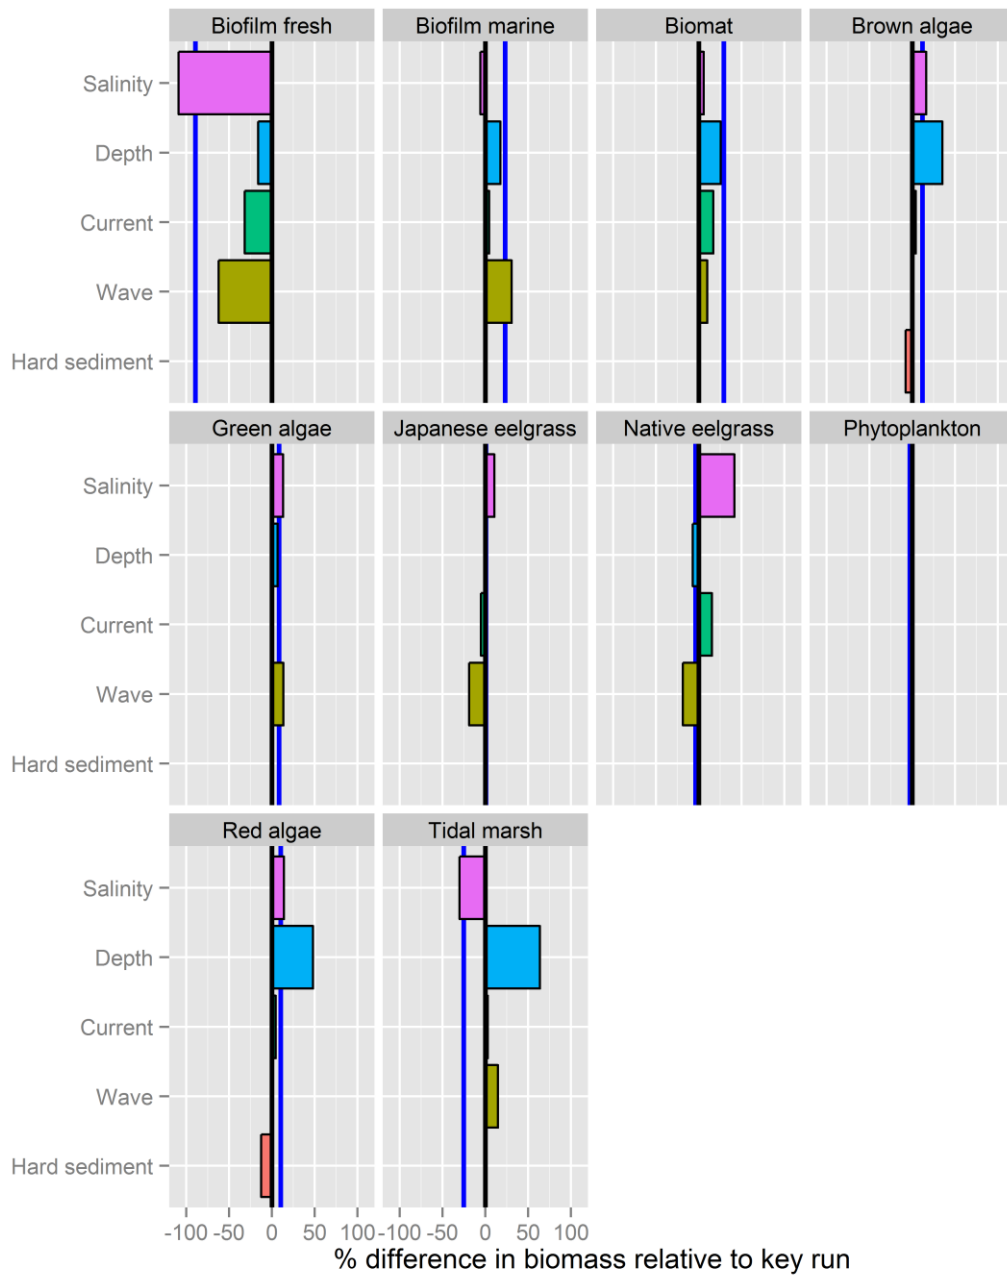 Biofilm fresh Biofilm marine Biomat Brown algae
Salinity
Depth
Current
Wave
Hard sediment
Green algae Japanese eelgrass Native eelgrass Phytoplankton
Salinity
Depth
Current
Wave
Hard sediment
Red algae Tidal marsh
Salinity
Depth
Current
Wave
Hard sediment
-100 -50 0 50 100 -100 -50 0 50 100
% difference in biomass relative to key run